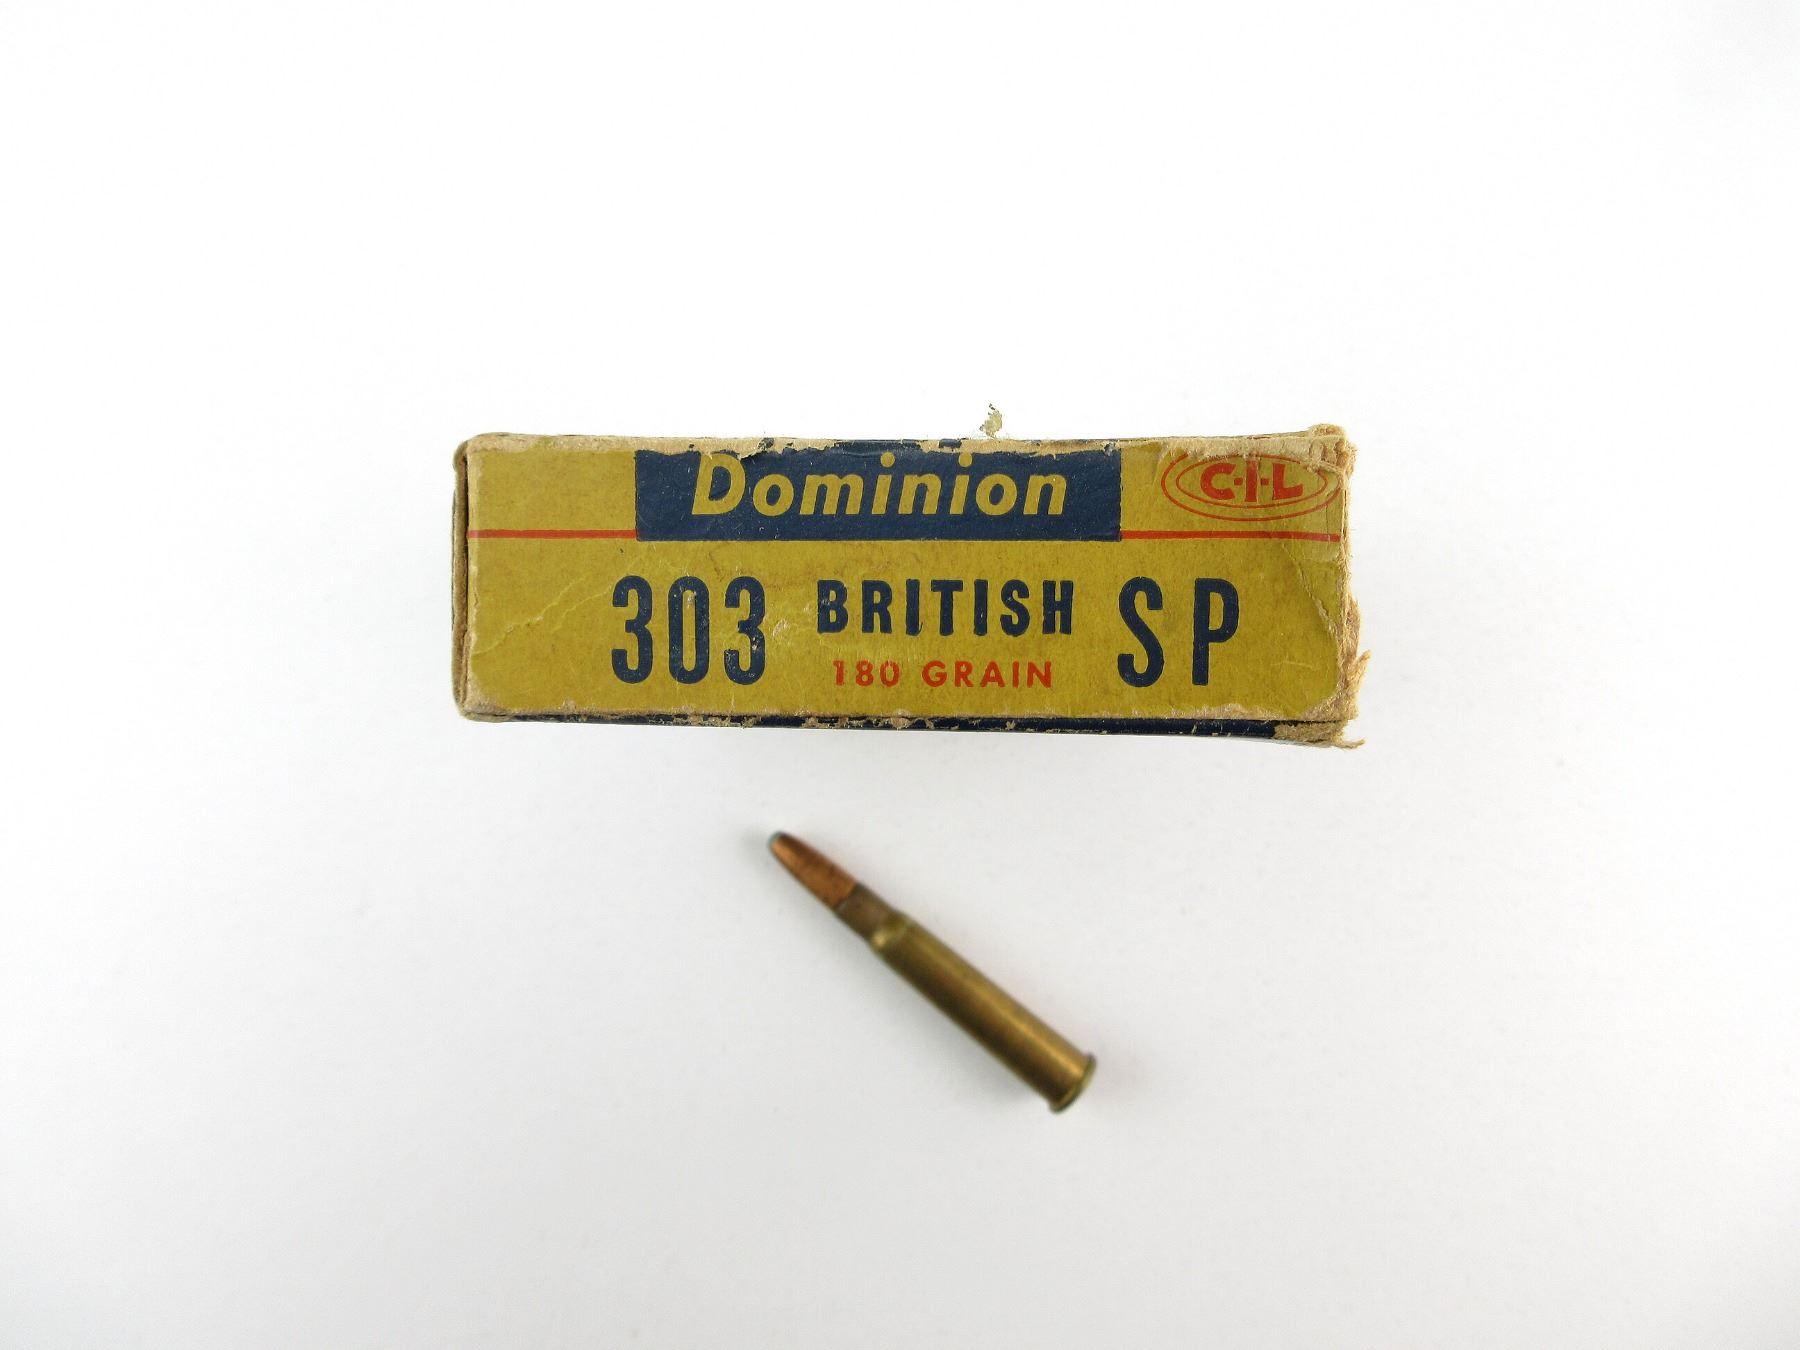 Dominion
C-I-L
303 BRITISH SP
180 GRAIN